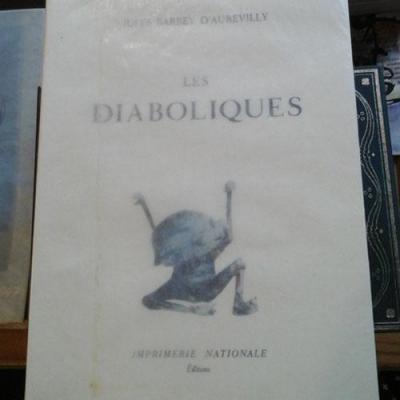 JULES BARBEY D'AUREVILLY
LES
DIABOLIQUES
IMPRIMERIE NATIONALE
Éditions